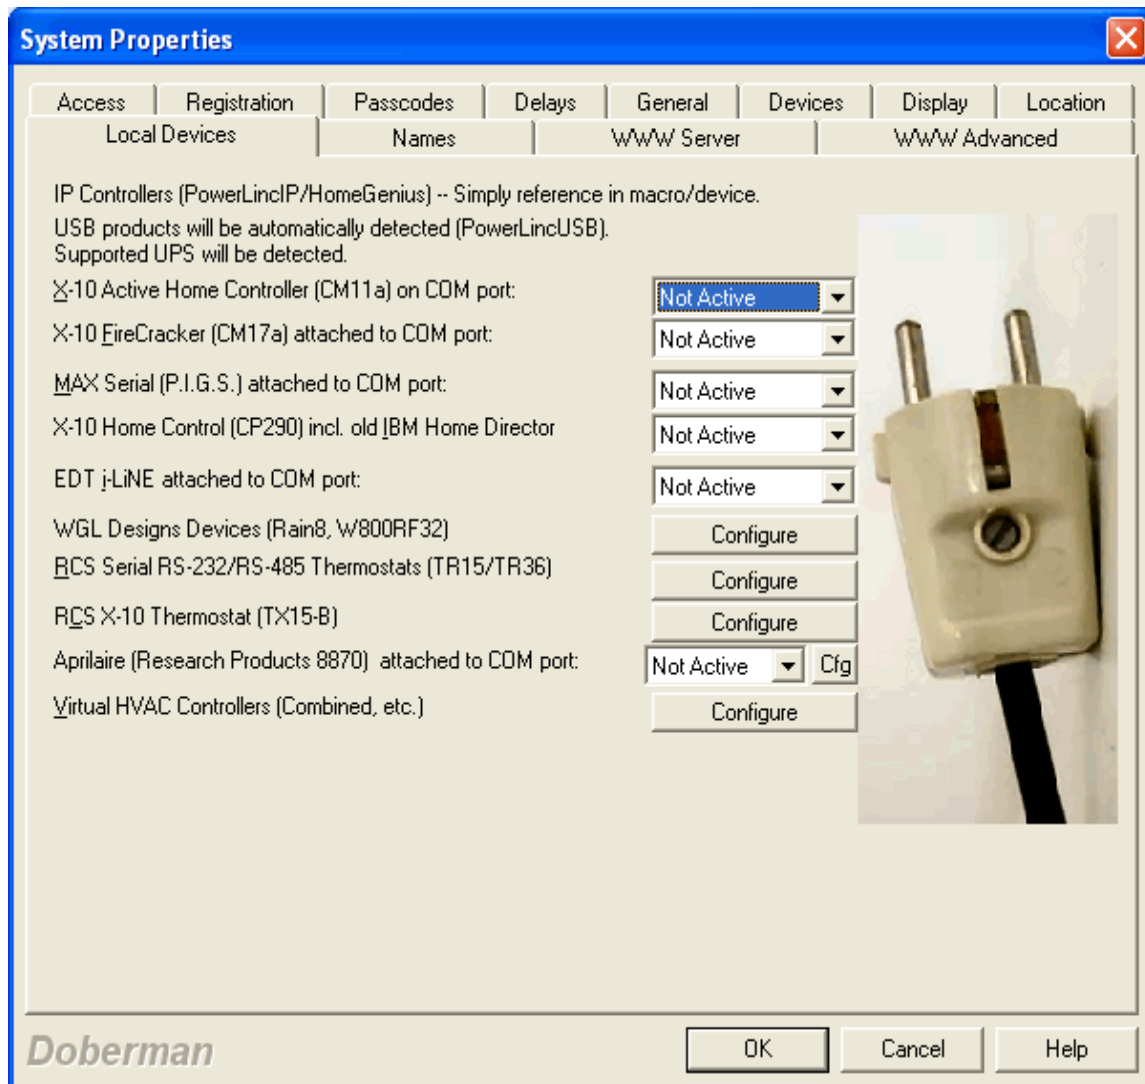 System Properties
Access Registration Passcodes Delays General Devices Display Location
Local Devices Names WWW Server WWW Advanced
IP Controllers (PowerLincIP/HomeGenius) -- Simply reference in macro/device.
USB products will be automatically detected (PowerLincUSB).
Supported UPS will be detected.
X-10 Active Home Controller (CM11a) on COM port: Not Active
X-10 FireCracker (CM17a) attached to COM port: Not Active
MAX Serial (P.I.G.S.) attached to COM port: Not Active
X-10 Home Control (CP290) incl. old IBM Home Director Not Active
EDT j-LiNE attached to COM port: Not Active
WGL Designs Devices (Rain8, W800RF32) Configure
RCS Serial RS-232/RS-485 Thermostats (TR15/TR36) Configure
RCS X-10 Thermostat (TX15-B) Configure
Aprilaire (Research Products 8870) attached to COM port: Not Active Cfg
Virtual HVAC Controllers (Combined, etc.) Configure
Doberman OK Cancel Help